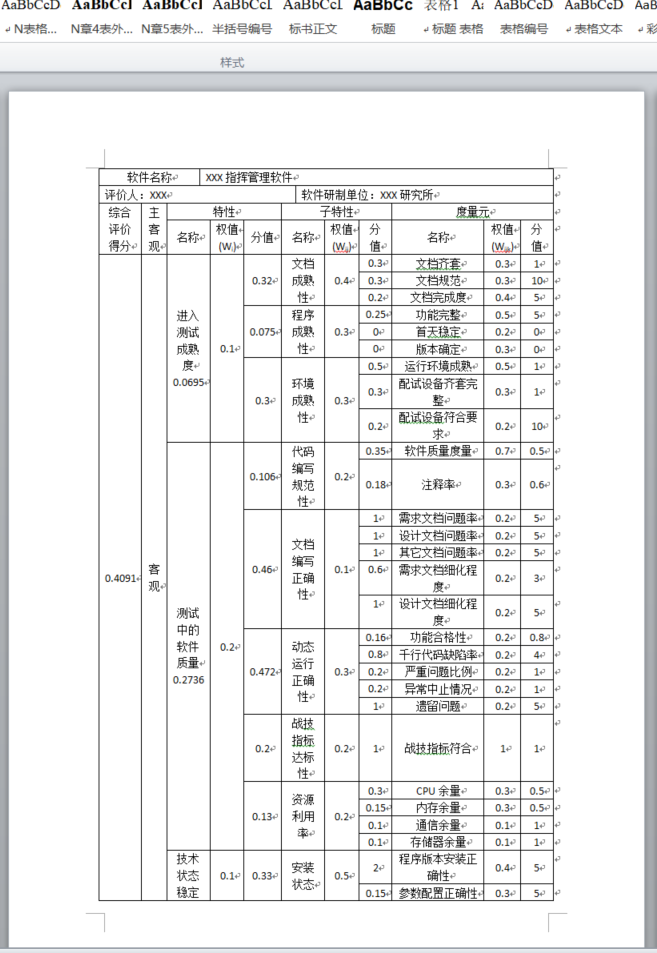 AaBbCcD AaBbCcI AaBbCcI AaBbCcL AaBbCcI AaBbCc 表格1 Aa AaBbCcD AaBbCcD AaB
N表格... N章4表外... N章5表外... 半括号编号 标书正文 标题 标题 表格 表格编号 表格文本 彩
样式
软件名称 XXX 指挥管理软件
评价人：XXX 软件研制单位：XXX 研究所
综合 主 特性 子特性 度量元
评价 客 名称 权值 分值 名称 权值 分 名称 权值 分
得分 观 (Wi) (Wij) 值 (Wijk) 值
0.4091 客
观
进入
测试
成熟
度
0.0695
0.1
0.32 文档
成熟
性
0.4
0.3 文档齐套 0.3 1
0.3 文档规范 0.3 10
0.2 文档完成度 0.4 5
0.075 程序
成熟
性
0.3
0.25 功能完整 0.5 5
0 首天稳定 0.2 0
0 版本确定 0.3 0
0.3 环境
成熟
性
0.3
0.5 运行环境成熟 0.5 1
0.3 配试设备齐套完
整
0.3 1
0.2 配试设备符合要
求
0.2 10
测试
中的
软件
质量
0.2736
0.2
0.106 代码
编写
规范
性
0.2
0.35 软件质量度量 0.7 0.5
0.18 注释率 0.3 0.6
0.46 文档
编写
正确
性
0.1
1 需求文档问题率 0.2 5
1 设计文档问题率 0.2 5
1 其它文档问题率 0.2 5
0.6 需求文档细化程
度
0.2 3
1 设计文档细化程
度
0.2 5
0.472 动态
运行
正确
性
0.3
0.16 功能合格性 0.2 0.8
0.8 千行代码缺陷率 0.2 4
0.2 严重问题比例 0.2 1
0.2 异常中止情况 0.2 1
1 遗留问题 0.2 5
0.2 战技
指标
达标
性
0.2
1 战技指标符合 1 1
0.13 资源
利用
率
0.2
0.3 CPU 余量 0.3 0.5
0.15 内存余量 0.3 0.5
0.1 通信余量 0.1 1
0.1 存储器余量 0.1 1
技术
状态
稳定
0.1
0.33 安装
状态
0.5
2 程序版本安装正
确性
0.4 5
0.15 参数配置正确性 0.3 5